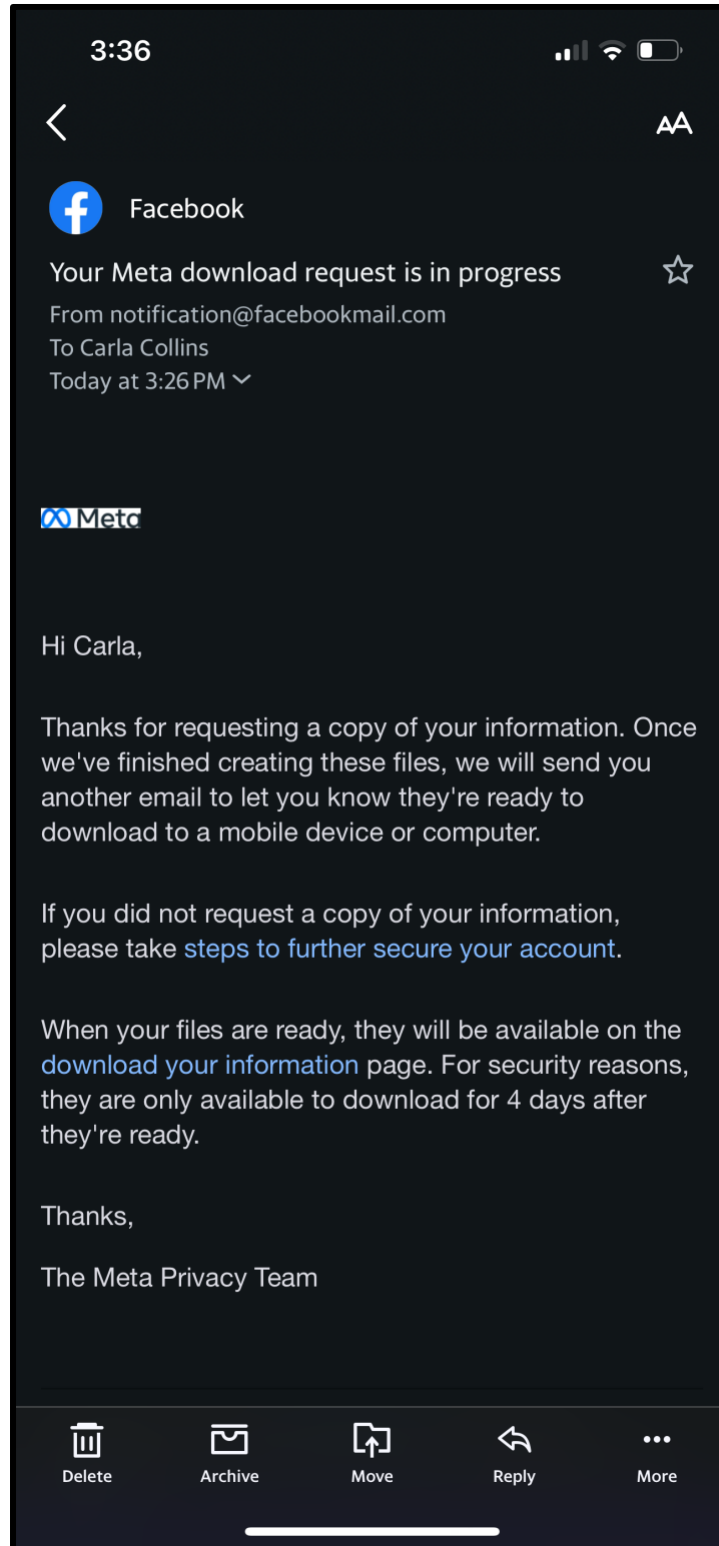 3:36
AA
Facebook
Your Meta download request is in progress
From notification@facebookmail.com
To Carla Collins
Today at 3:26 PM
Meta
Hi Carla,
Thanks for requesting a copy of your information. Once
we've finished creating these files, we will send you
another email to let you know they're ready to
download to a mobile device or computer.
If you did not request a copy of your information,
please take steps to further secure your account.
When your files are ready, they will be available on the
download your information page. For security reasons,
they are only available to download for 4 days after
they're ready.
Thanks,
The Meta Privacy Team
Delete Archive Move Reply More